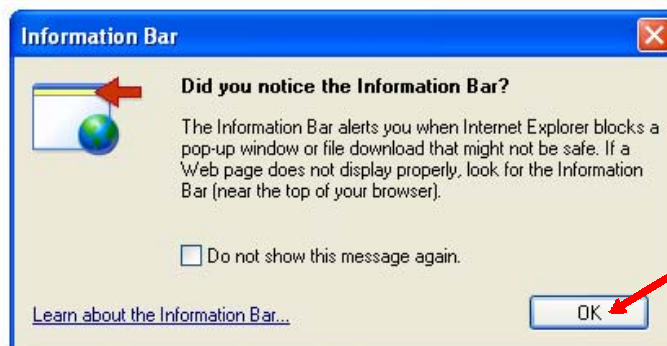 Information Bar
Did you notice the Information Bar?
The Information Bar alerts you when Internet Explorer blocks a
pop-up window or file download that might not be safe. If a
Web page does not display properly, look for the Information
Bar (near the top of your browser).
Do not show this message again.
Learn about the Information Bar...
OK